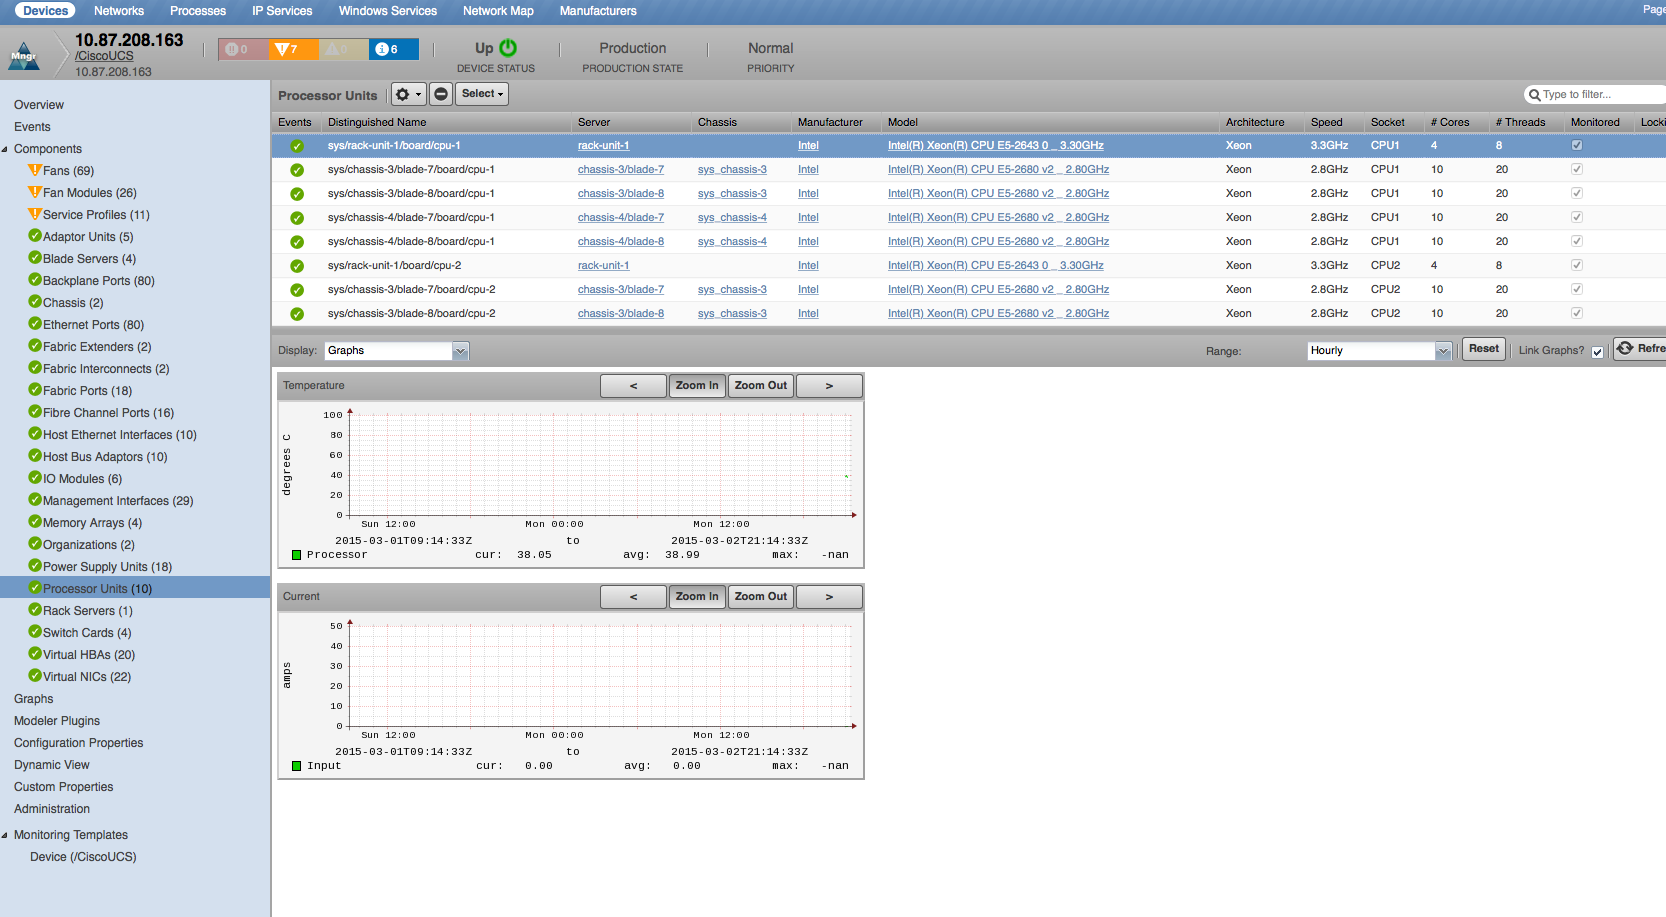 Devices Networks Processes IP Services Windows Services Network Map Manufacturers Page
Mngr
10.87.208.163
/CiscoUCS
10.87.208.163
0 7 0 6
Up
DEVICE STATUS
Production
PRODUCTION STATE
Normal
PRIORITY
Overview
Events
Components
Fans (69)
Fan Modules (26)
Service Profiles (11)
Adaptor Units (5)
Blade Servers (4)
Backplane Ports (80)
Chassis (2)
Ethernet Ports (80)
Fabric Extenders (2)
Fabric Interconnects (2)
Fabric Ports (18)
Fibre Channel Ports (16)
Host Ethernet Interfaces (10)
Host Bus Adaptors (10)
IO Modules (6)
Management Interfaces (29)
Memory Arrays (4)
Organizations (2)
Power Supply Units (18)
Processor Units (10)
Rack Servers (1)
Switch Cards (4)
Virtual HBAs (20)
Virtual NICs (22)
Graphs
Modeler Plugins
Configuration Properties
Dynamic View
Custom Properties
Administration
Monitoring Templates
Device (/CiscoUCS)
Processor Units Select Type to filter...
Events Distinguished Name Server Chassis Manufacturer Model Architecture Speed Socket # Cores # Threads Monitored Locki
sys/rack-unit-1/board/cpu-1 rack-unit-1 Intel Intel(R) Xeon(R) CPU E5-2643 0 _ 3.30GHz Xeon 3.3GHz CPU1 4 8
sys/chassis-3/blade-7/board/cpu-1 chassis-3/blade-7 sys_chassis-3 Intel Intel(R) Xeon(R) CPU E5-2680 v2 _ 2.80GHz Xeon 2.8GHz CPU1 10 20
sys/chassis-3/blade-8/board/cpu-1 chassis-3/blade-8 sys_chassis-3 Intel Intel(R) Xeon(R) CPU E5-2680 v2 _ 2.80GHz Xeon 2.8GHz CPU1 10 20
sys/chassis-4/blade-7/board/cpu-1 chassis-4/blade-7 sys_chassis-4 Intel Intel(R) Xeon(R) CPU E5-2680 v2 _ 2.80GHz Xeon 2.8GHz CPU1 10 20
sys/chassis-4/blade-8/board/cpu-1 chassis-4/blade-8 sys_chassis-4 Intel Intel(R) Xeon(R) CPU E5-2680 v2 _ 2.80GHz Xeon 2.8GHz CPU1 10 20
sys/rack-unit-1/board/cpu-2 rack-unit-1 Intel Intel(R) Xeon(R) CPU E5-2643 0 _ 3.30GHz Xeon 3.3GHz CPU2 4 8
sys/chassis-3/blade-7/board/cpu-2 chassis-3/blade-7 sys_chassis-3 Intel Intel(R) Xeon(R) CPU E5-2680 v2 _ 2.80GHz Xeon 2.8GHz CPU2 10 20
sys/chassis-3/blade-8/board/cpu-2 chassis-3/blade-8 sys_chassis-3 Intel Intel(R) Xeon(R) CPU E5-2680 v2 _ 2.80GHz Xeon 2.8GHz CPU2 10 20
Display: Graphs Range: Hourly Reset Link Graphs? Refre
Temperature < Zoom In Zoom Out >
degrees C
100
80
60
40
20
0
Sun 12:00 Mon 00:00 Mon 12:00
2015-03-01T09:14:33Z to 2015-03-02T21:14:33Z
Processor cur: 38.05 avg: 38.99 max: -nan
Current < Zoom In Zoom Out >
amps
50
40
30
20
10
0
Sun 12:00 Mon 00:00 Mon 12:00
2015-03-01T09:14:33Z to 2015-03-02T21:14:33Z
Input cur: 0.00 avg: 0.00 max: -nan